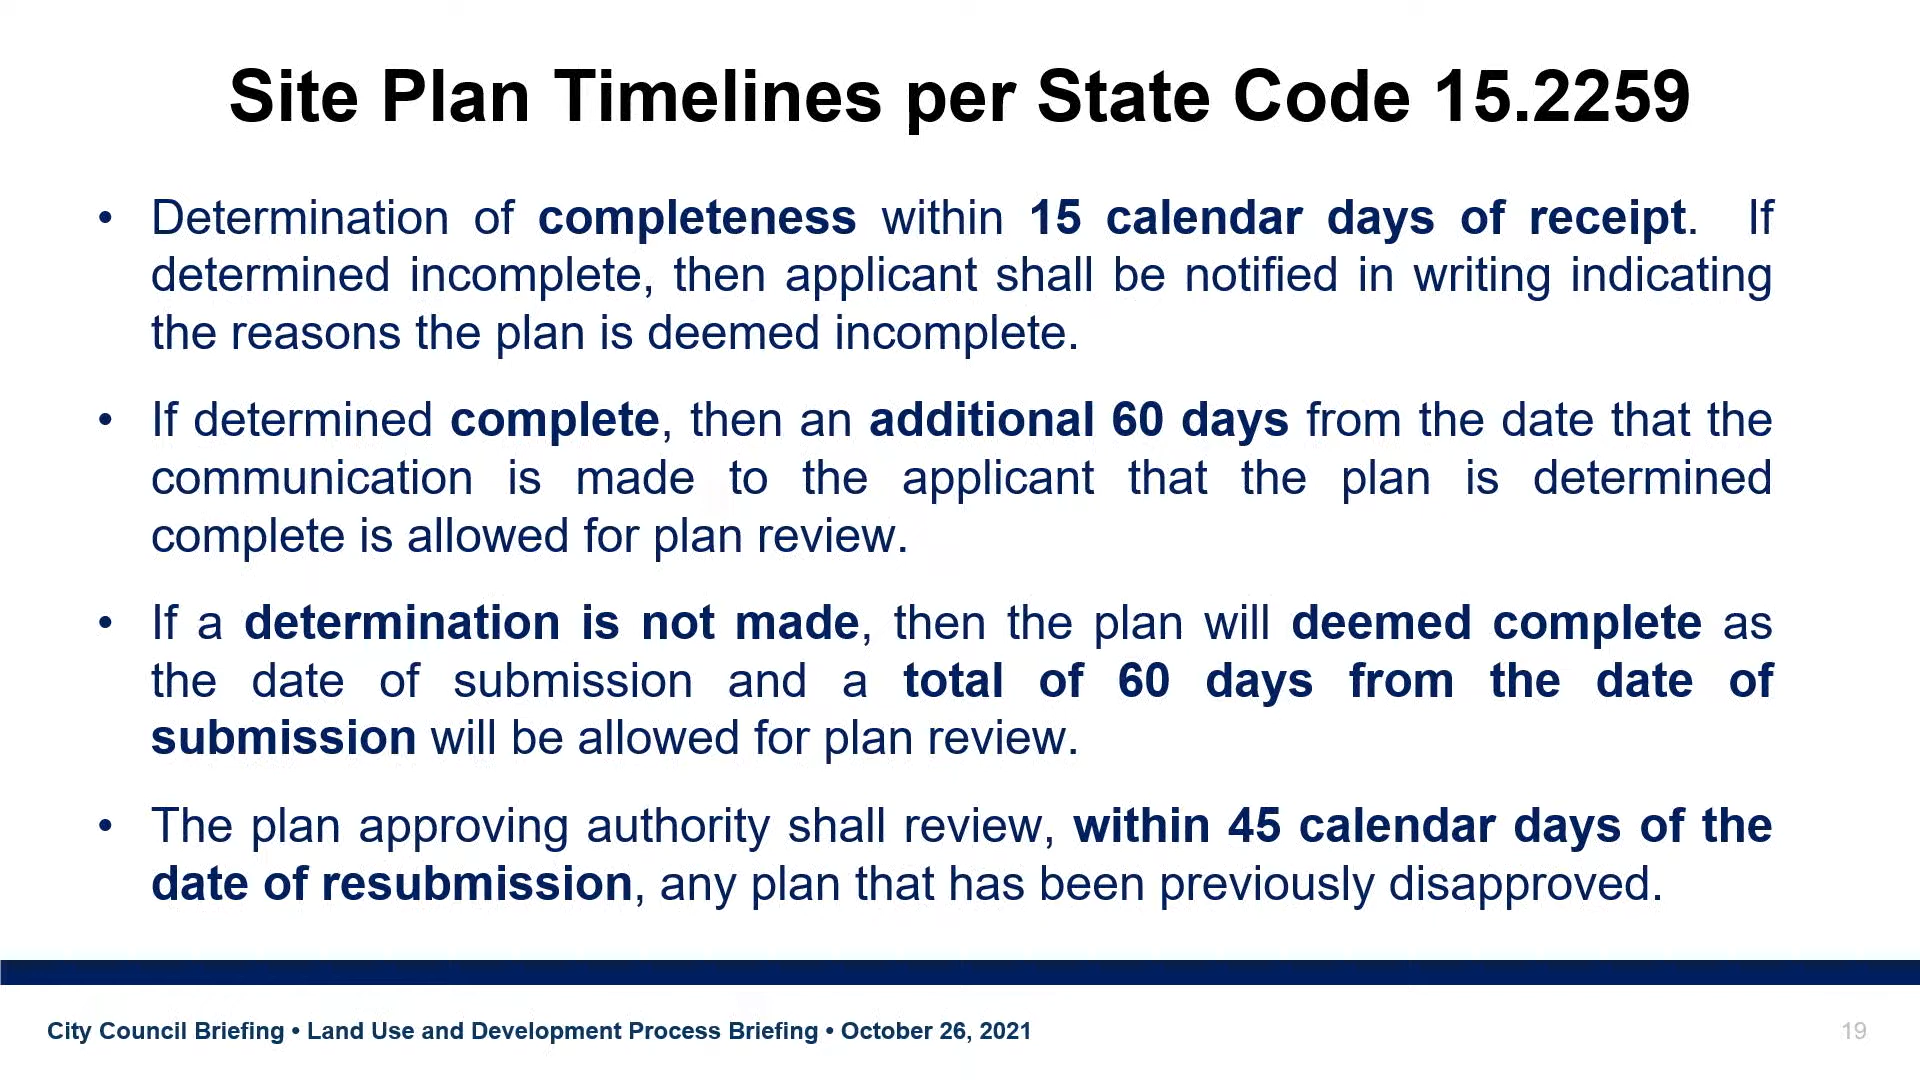 Site Plan Timelines per State Code 15.2259
• Determination of completeness within 15 calendar days of receipt. If
determined incomplete, then applicant shall be notified in writing indicating
the reasons the plan is deemed incomplete.
• If determined complete, then an additional 60 days from the date that the
communication is made to the applicant that the plan is determined
complete is allowed for plan review.
• If a determination is not made, then the plan will deemed complete as
the date of submission and a total of 60 days from the date of
submission will be allowed for plan review.
• The plan approving authority shall review, within 45 calendar days of the
date of resubmission, any plan that has been previously disapproved.
City Council Briefing • Land Use and Development Process Briefing • October 26, 2021
19